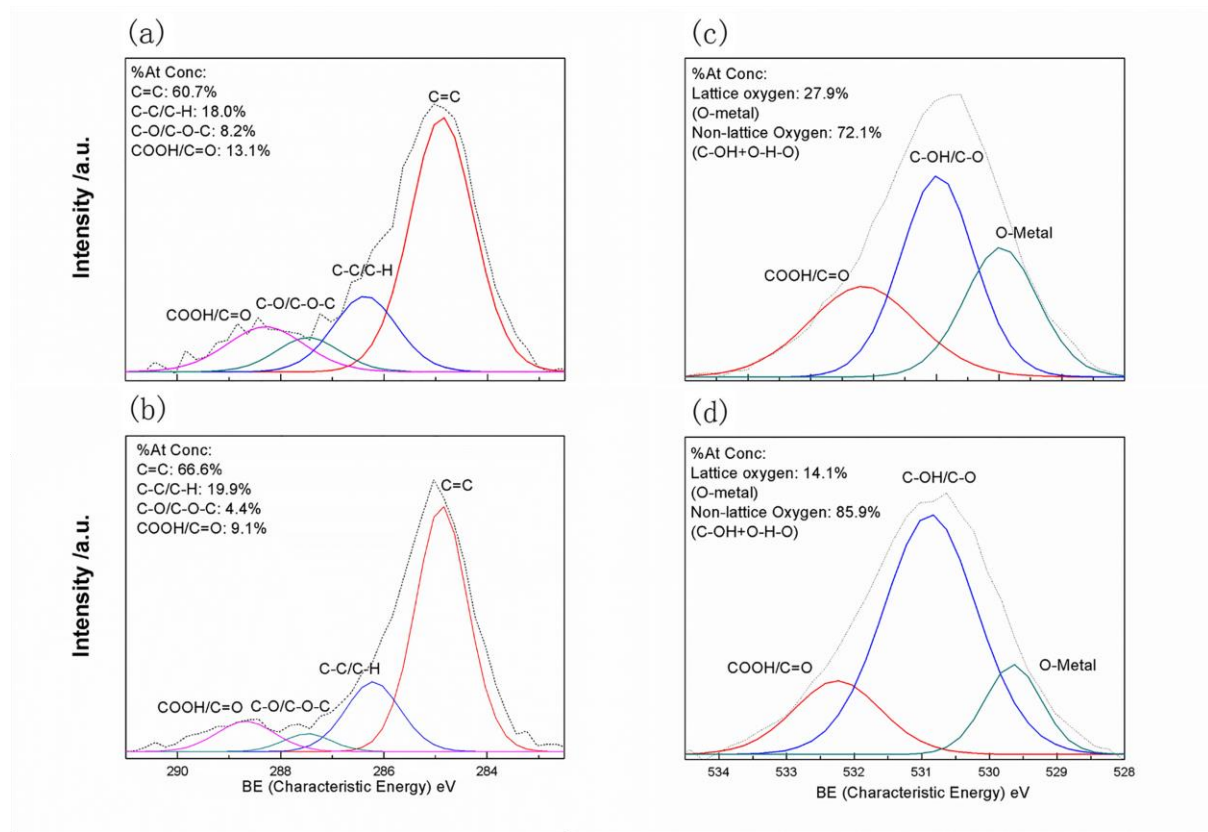 (a)
%At Conc:
C=C: 60.7%
C-C/C-H: 18.0%
C-O/C-O-C: 8.2%
COOH/C=O: 13.1%
C=C
C-C/C-H
C-O/C-O-C
COOH/C=O
Intensity /a.u.
(b)
%At Conc:
C=C: 66.6%
C-C/C-H: 19.9%
C-O/C-O-C: 4.4%
COOH/C=O: 9.1%
C=C
C-C/C-H
COOH/C=O C-O/C-O-C
Intensity /a.u.
290 288 286 284
BE (Characteristic Energy) eV
(c)
%At Conc:
Lattice oxygen: 27.9%
(O-metal)
Non-lattice Oxygen: 72.1%
(C-OH+O-H-O)
C-OH/C-O
O-Metal
COOH/C=O
(d)
%At Conc:
Lattice oxygen: 14.1%
(O-metal)
Non-lattice Oxygen: 85.9%
(C-OH+O-H-O)
C-OH/C-O
COOH/C=O
O-Metal
534 533 532 531 530 529 528
BE (Characteristic Energy) eV